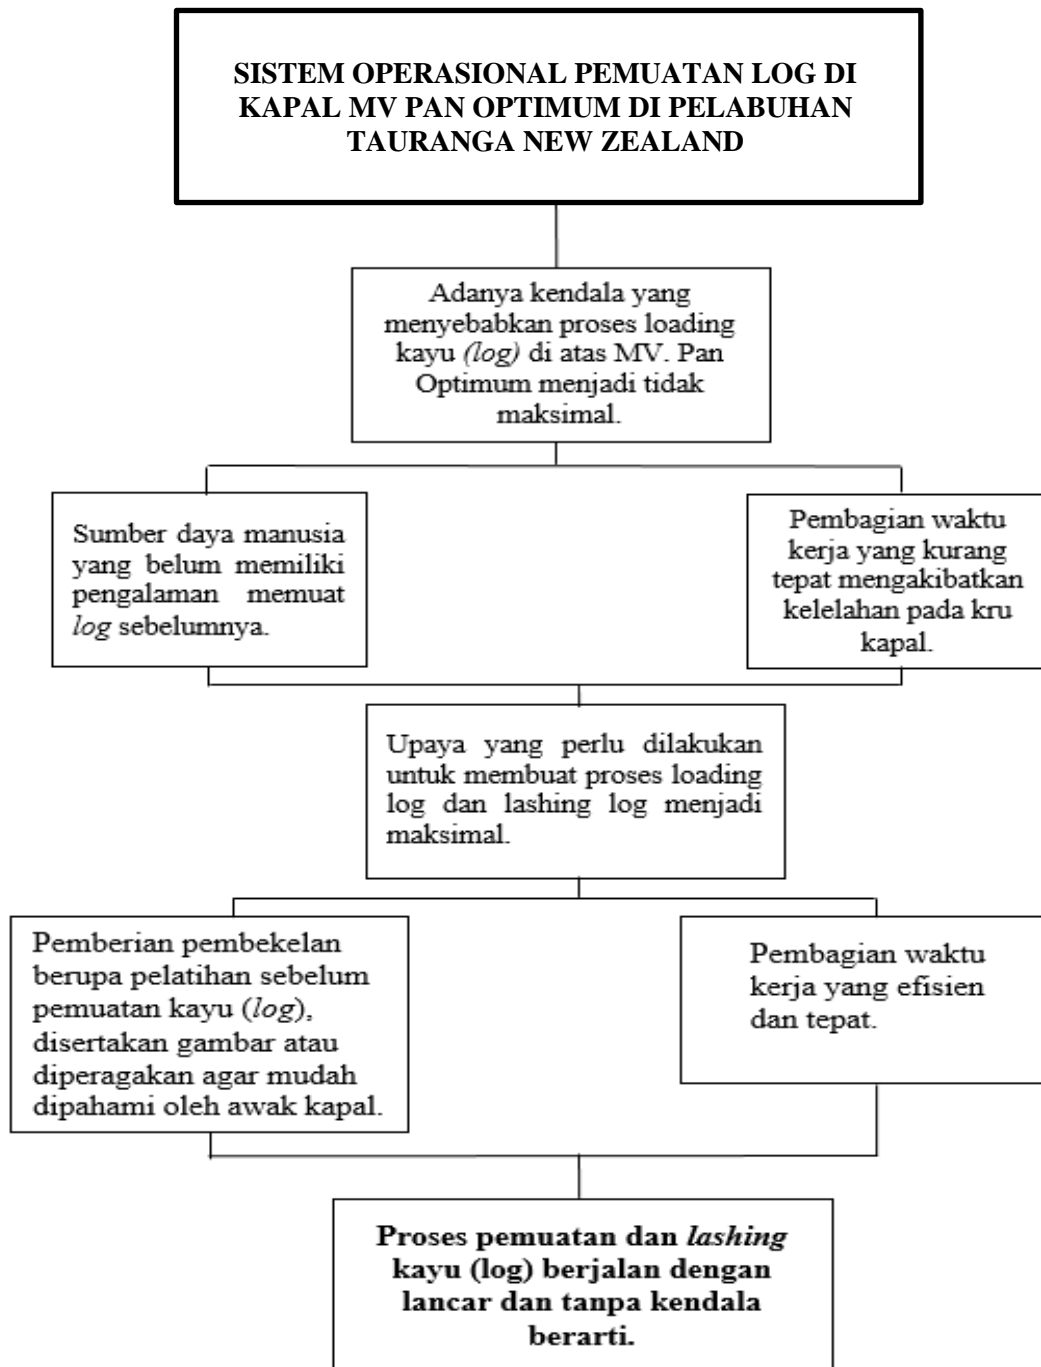 SISTEM OPERASIONAL PEMUATAN LOG DI
KAPAL MV PAN OPTIMUM DI PELABUHAN
TAURANGA NEW ZEALAND
Adanya kendala yang
menyebabkan proses loading
kayu (log) di atas MV. Pan
Optimum menjadi tidak
maksimal.
Sumber daya manusia
yang belum memiliki
pengalaman memuat
log sebelumnya.
Pembagian waktu
kerja yang kurang
tepat mengakibatkan
kelelahan pada kru
kapal.
Upaya yang perlu dilakukan
untuk membuat proses loading
log dan lashing log menjadi
maksimal.
Pemberian pembekelan
berupa pelatihan sebelum
pemuatan kayu (log),
disertakan gambar atau
diperagakan agar mudah
dipahami oleh awak kapal.
Pembagian waktu
kerja yang efisien
dan tepat.
Proses pemuatan dan lashing
kayu (log) berjalan dengan
lancar dan tanpa kendala
berarti.